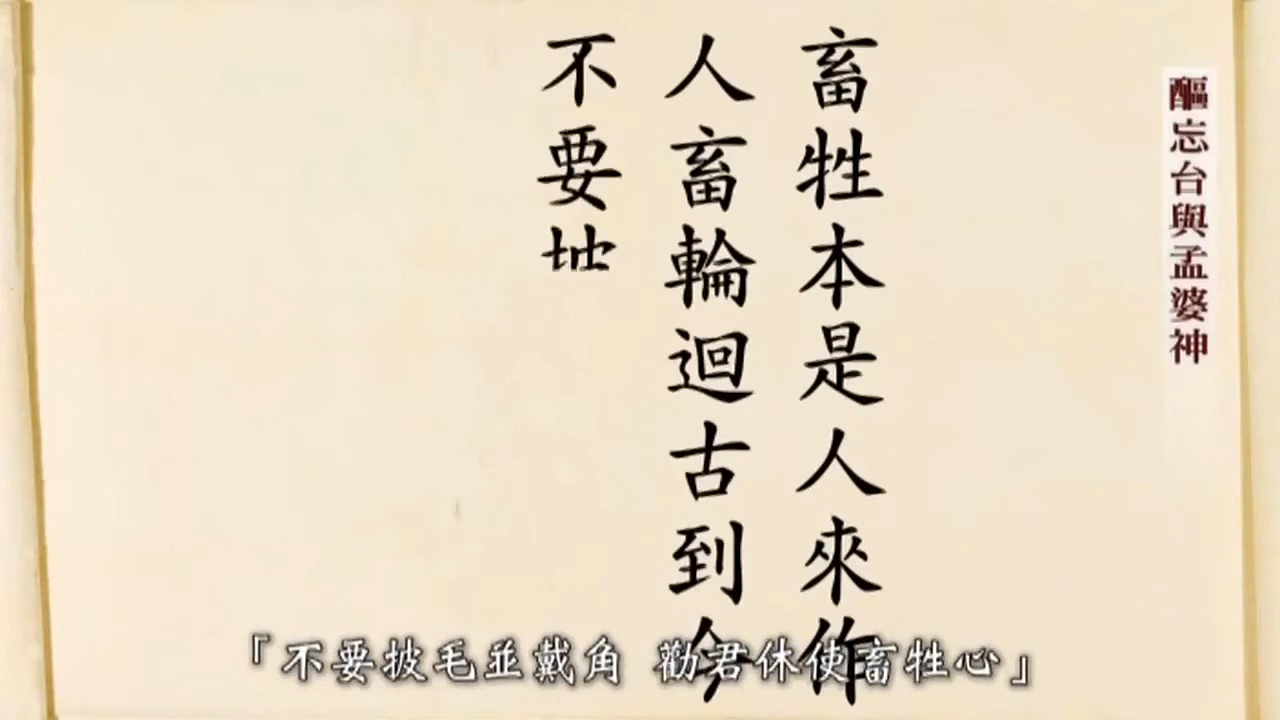 醧忘台與孟婆神
畜牲本是人來作
人畜輪迴古到今
不要
「不要披毛並戴角 勸君休使畜牲心」